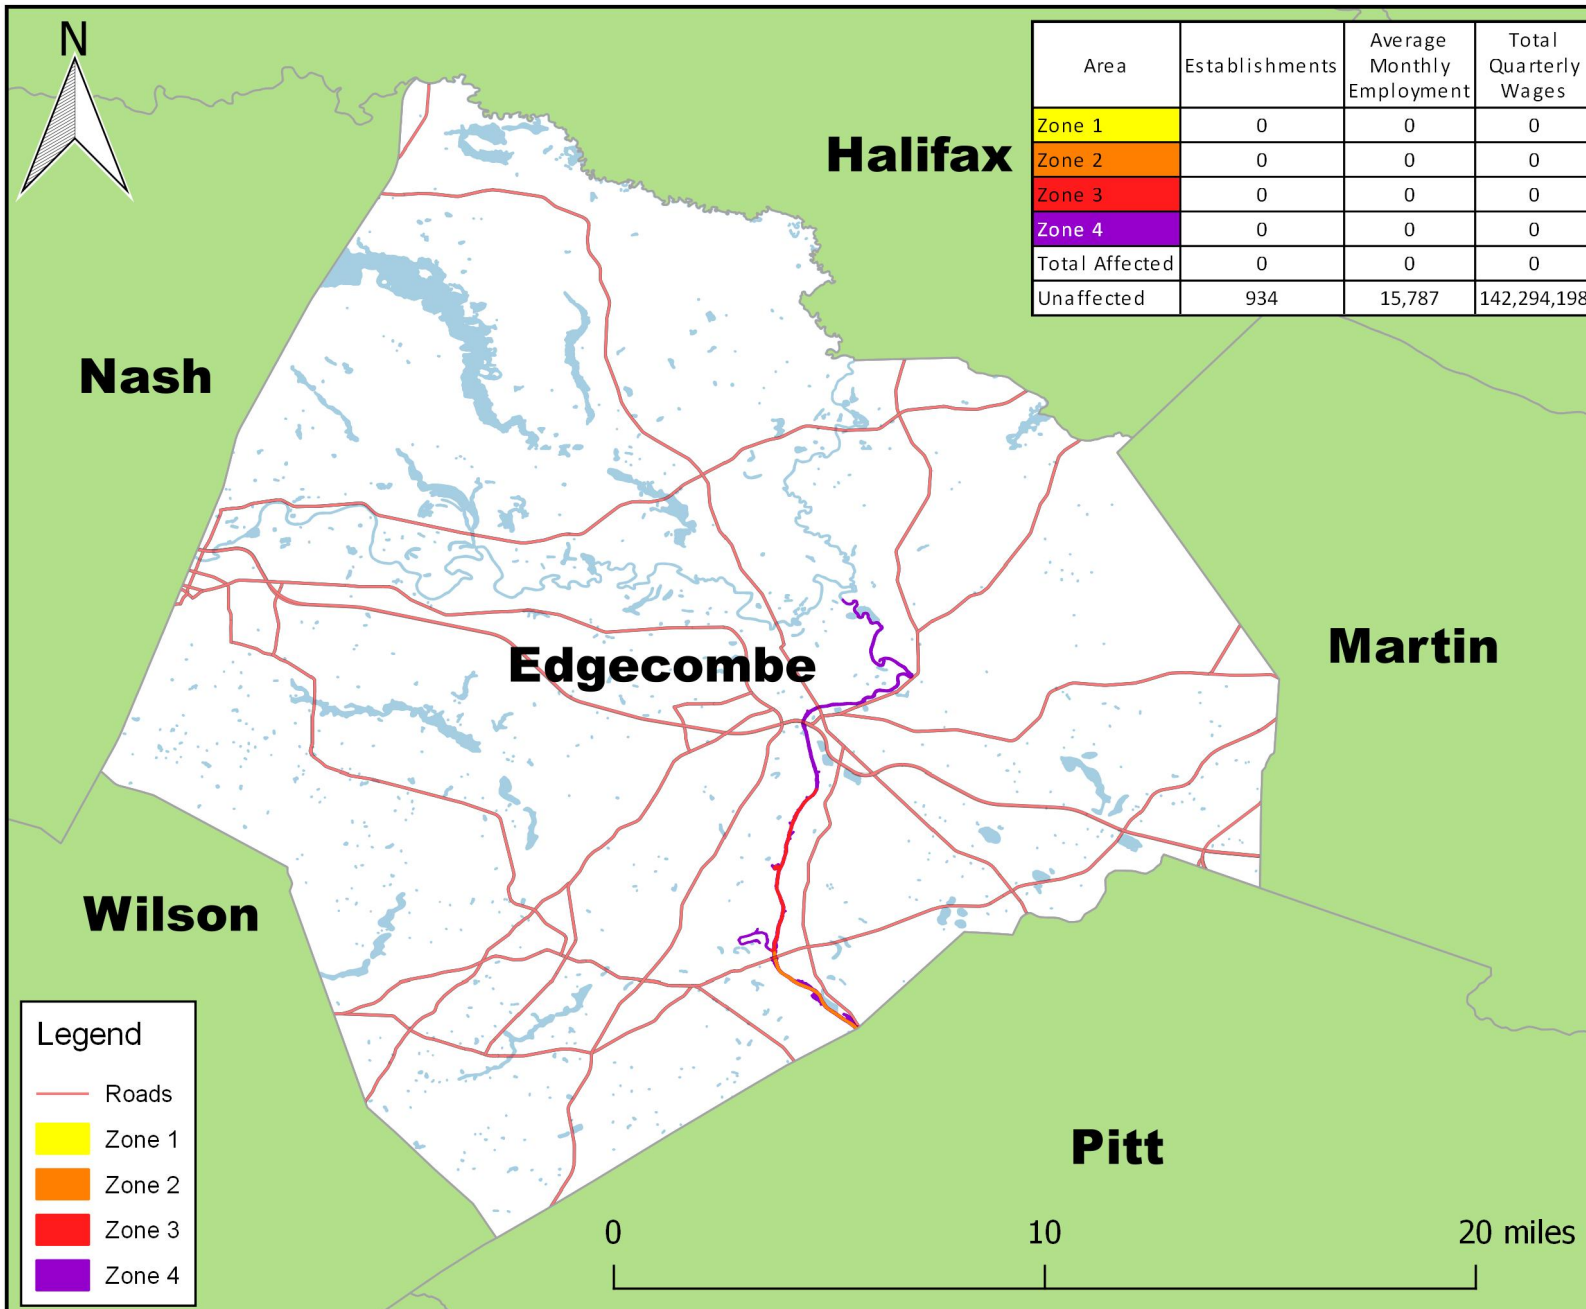 N
Area Establishments Average Monthly Employment Total Quarterly Wages
Zone 1 0 0 0
Zone 2 0 0 0
Zone 3 0 0 0
Zone 4 0 0 0
Total Affected 0 0 0
Unaffected 934 15,787 142,294,198
Halifax
Nash
Edgecombe
Martin
Wilson
Pitt
Legend
Roads
Zone 1
Zone 2
Zone 3
Zone 4
0 10 20 miles